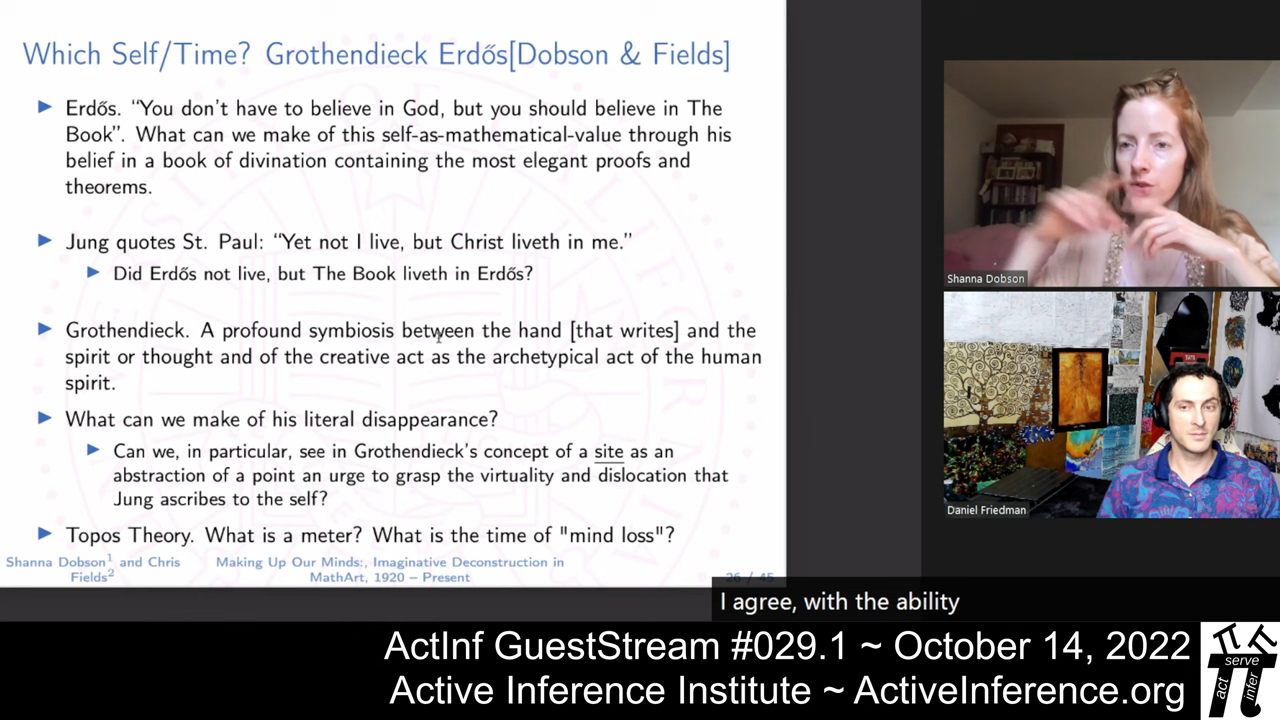 Which Self/Time? Grothendieck Erdős[Dobson & Fields]
Erdős. “You don’t have to believe in God, but you should believe in The
Book”. What can we make of this self-as-mathematical-value through his
belief in a book of divination containing the most elegant proofs and
theorems.
Jung quotes St. Paul: “Yet not I live, but Christ liveth in me.”
Did Erdős not live, but The Book liveth in Erdős?
Grothendieck. A profound symbiosis between the hand [that writes] and the
spirit or thought and of the creative act as the archetypical act of the human
spirit.
What can we make of his literal disappearance?
Can we, in particular, see in Grothendieck’s concept of a site as an
abstraction of a point an urge to grasp the virtuality and dislocation that
Jung ascribes to the self?
Topos Theory. What is a meter? What is the time of "mind loss"?
Shanna Dobson¹ and Chris
Fields²
Making Up Our Minds:, Imaginative Deconstruction in
MathArt, 1920 – Present
26 / 45
Shanna Dobson
Daniel Friedman
I agree, with the ability
ActInf GuestStream #029.1 ~ October 14, 2022
Active Inference Institute ~ ActiveInference.org
serve
act
infer